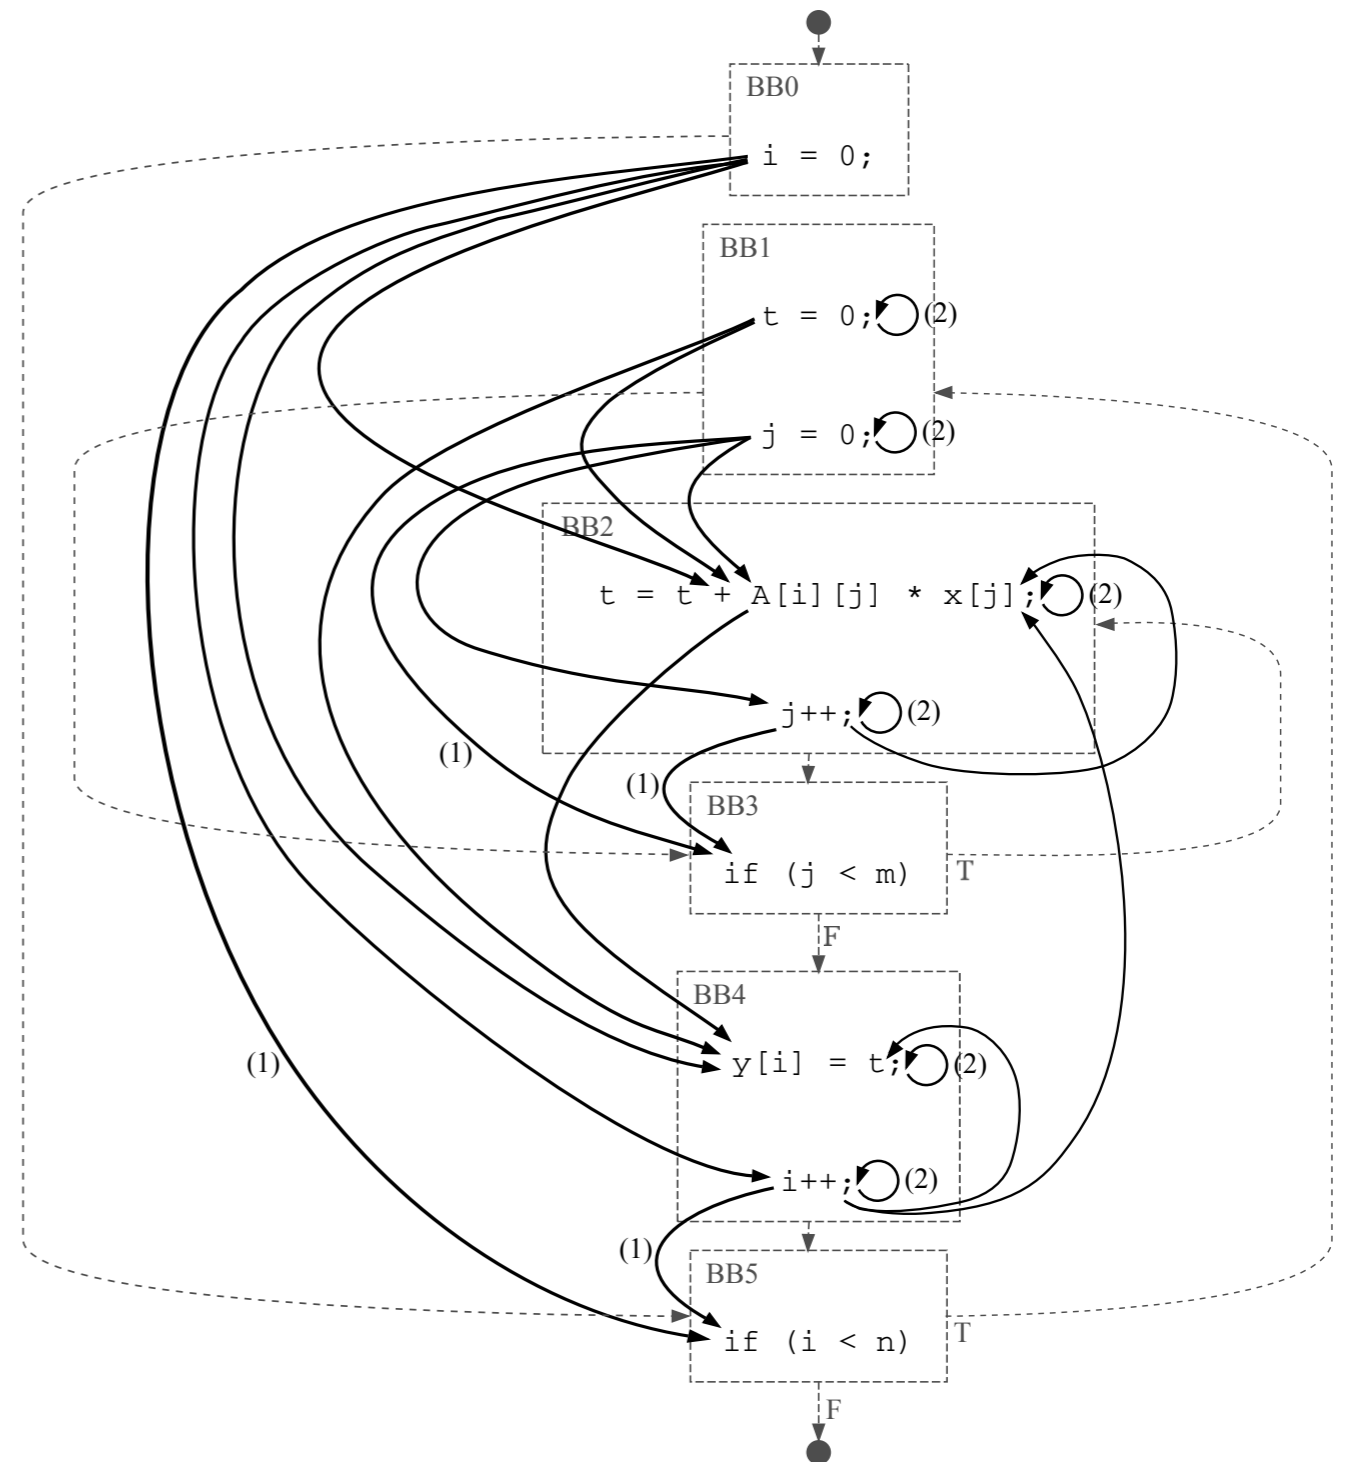 BB0
i = 0;
BB1
t = 0; (2)
j = 0; (2)
BB2
t = t + A[i][j] * x[j]; (2)
j++; (2)
(1)
(1)
BB3
if (j < m)
T
F
BB4
y[i] = t; (2)
(1)
i++; (2)
(1)
BB5
if (i < n)
T
F